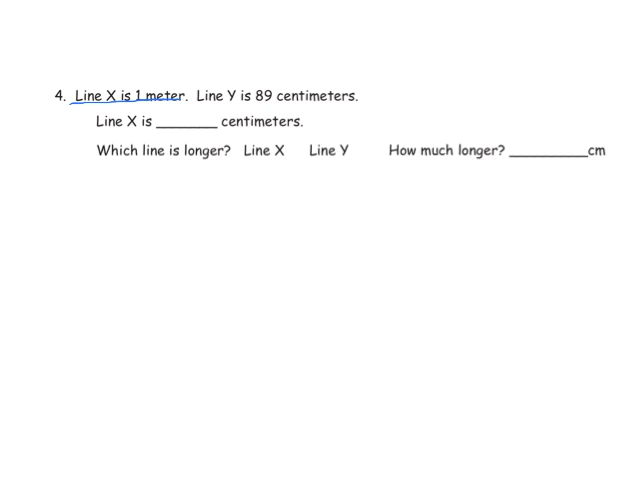 4. Line X is 1 meter. Line Y is 89 centimeters.
Line X is _______ centimeters.
Which line is longer? Line X Line Y How much longer? __________cm